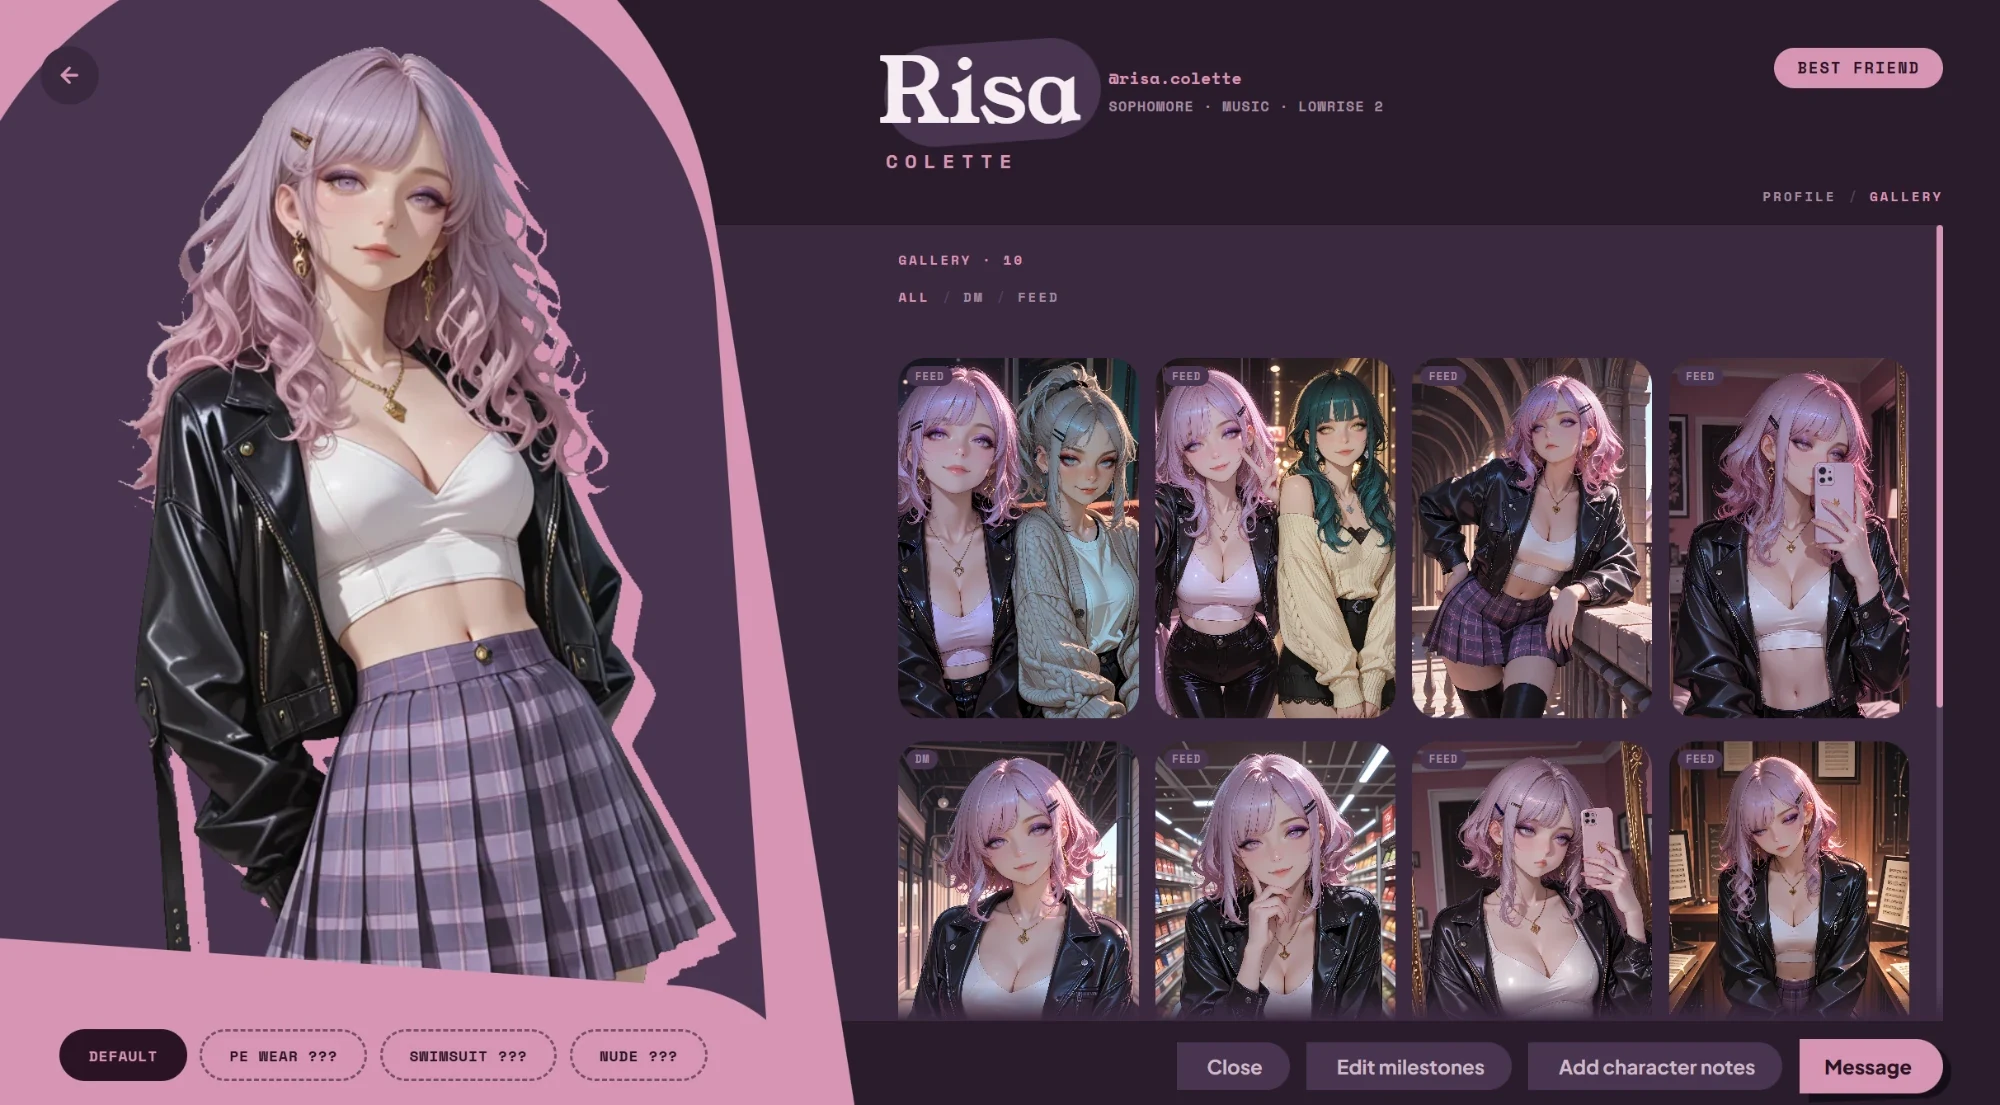 Risa
COLETTE
@risa.colette
SOPHOMORE · MUSIC · LOWRISE 2
BEST FRIEND
PROFILE / GALLERY
GALLERY · 10
ALL / DM / FEED
FEED
FEED
FEED
FEED
DM
FEED
FEED
FEED
DEFAULT
PE WEAR ???
SWIMSUIT ???
NUDE ???
Close
Edit milestones
Add character notes
Message